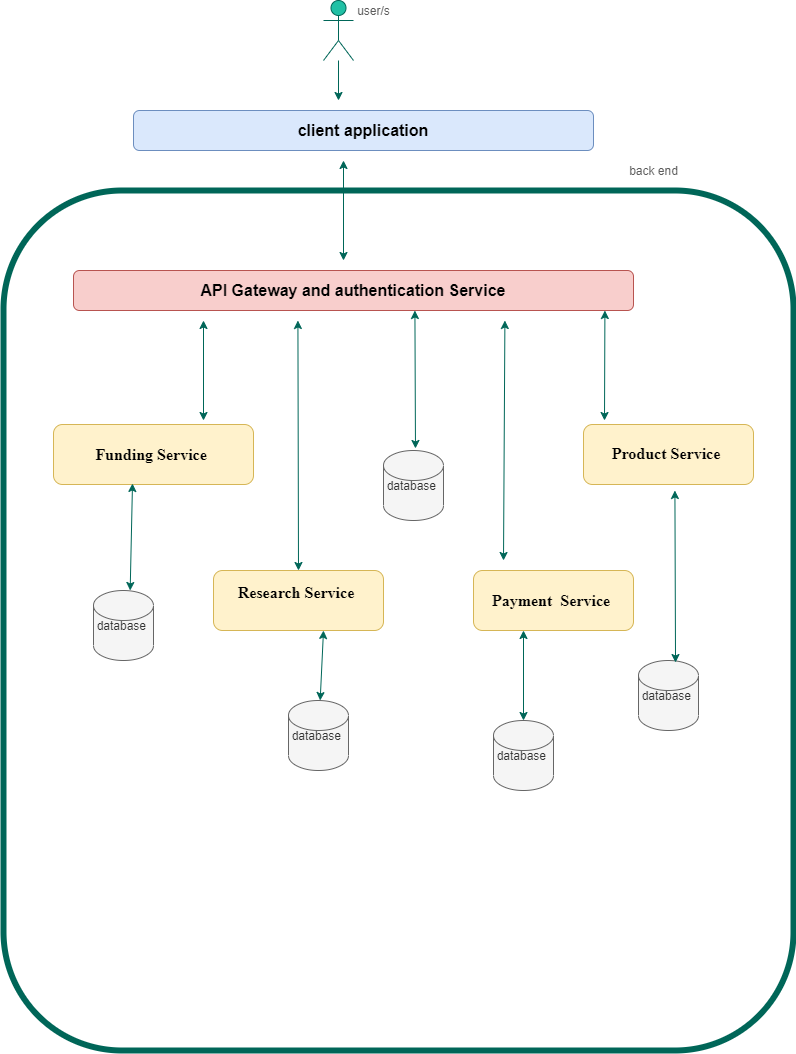 user/s
client application
back end
API Gateway and authentication Service
Funding Service
Product Service
database
Research Service
Payment  Service
database
database
database
database